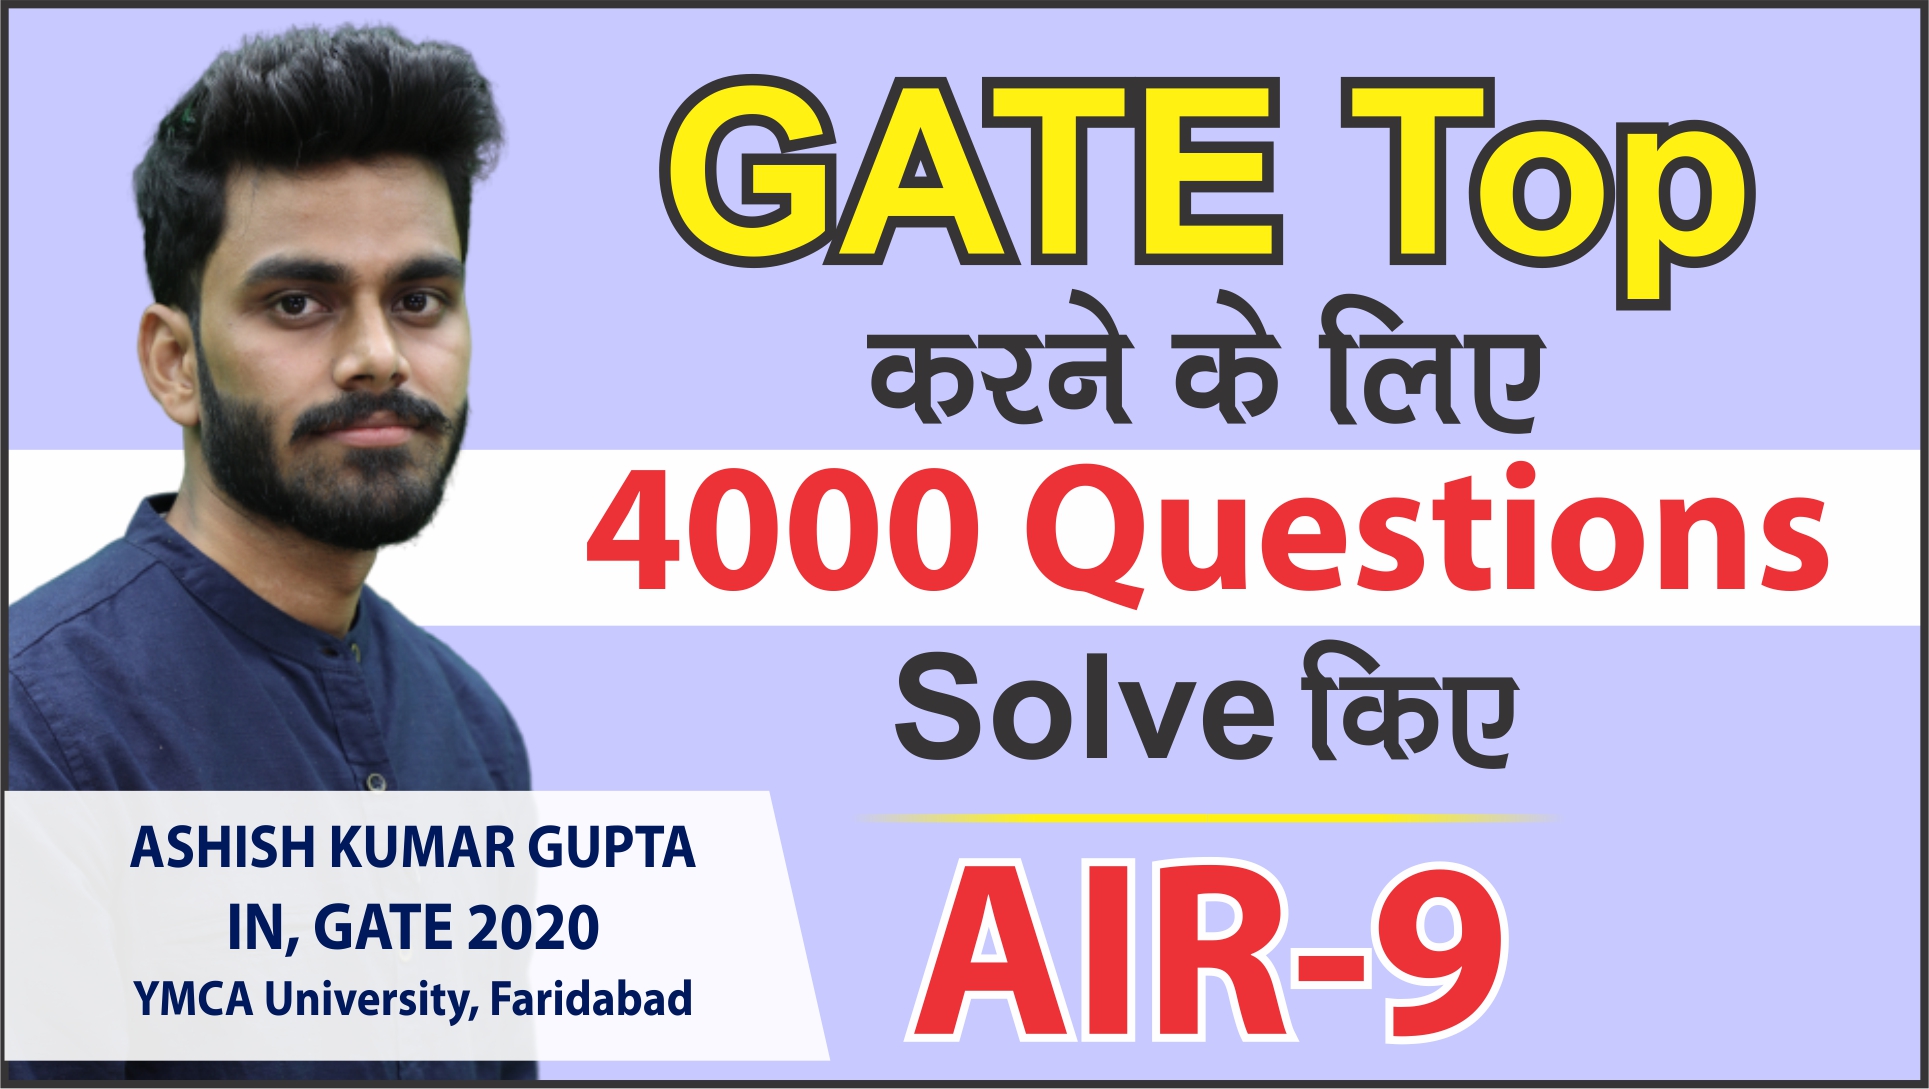 GATE Top
करने के लिए
4000 Questions
Solve किए
AIR-9
ASHISH KUMAR GUPTA
IN, GATE 2020
YMCA University, Faridabad